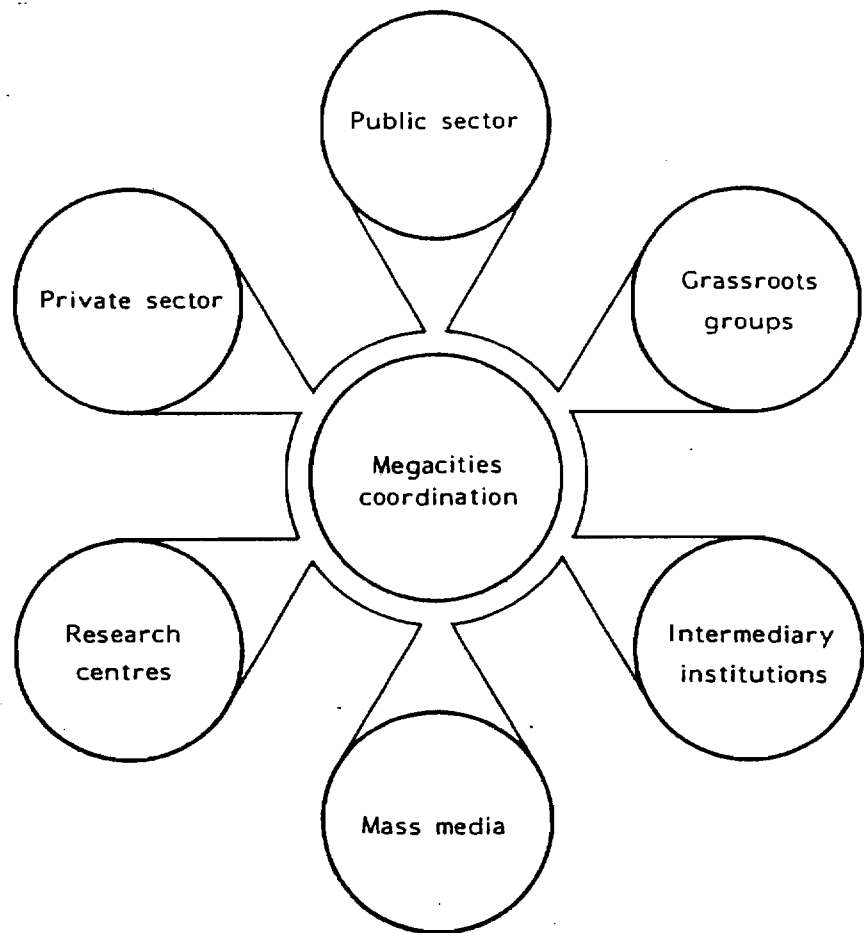 Public sector
Private sector
Grassroots
groups
Megacities
coordination
Research
centres
Intermediary
institutions
Mass media